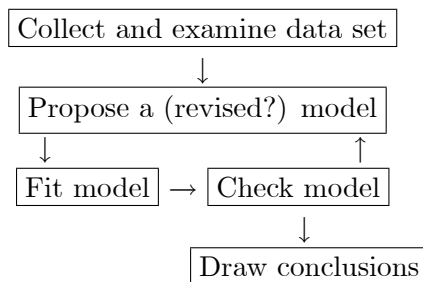 Collect and examine data set
↓
Propose a (revised?) model
↓ ↑
Fit model → Check model
↓
Draw conclusions